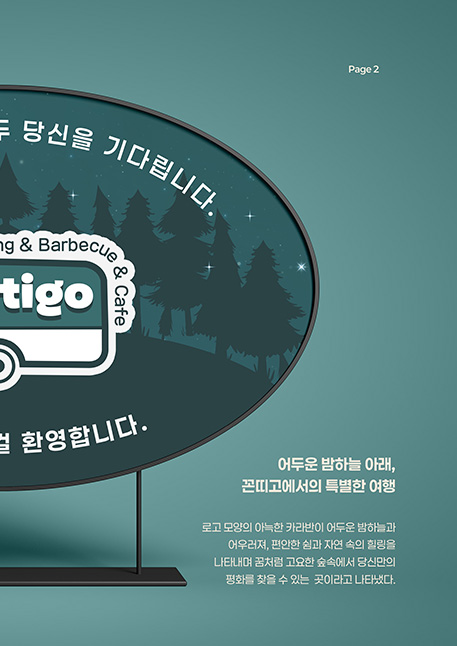 Page 2
두 당신을 기다립니다.
ng & Barbecue & Cafe
tigo
걸 환영합니다.
어두운 밤하늘 아래,
꼰띠고에서의 특별한 여행
로고 모양의 아늑한 카라반이 어두운 밤하늘과
어우러져, 편안한 쉼과 자연 속의 힐링을
나타내며 꿈처럼 고요한 숲속에서 당신만의
평화를 찾을 수 있는 곳이라고 나타냈다.